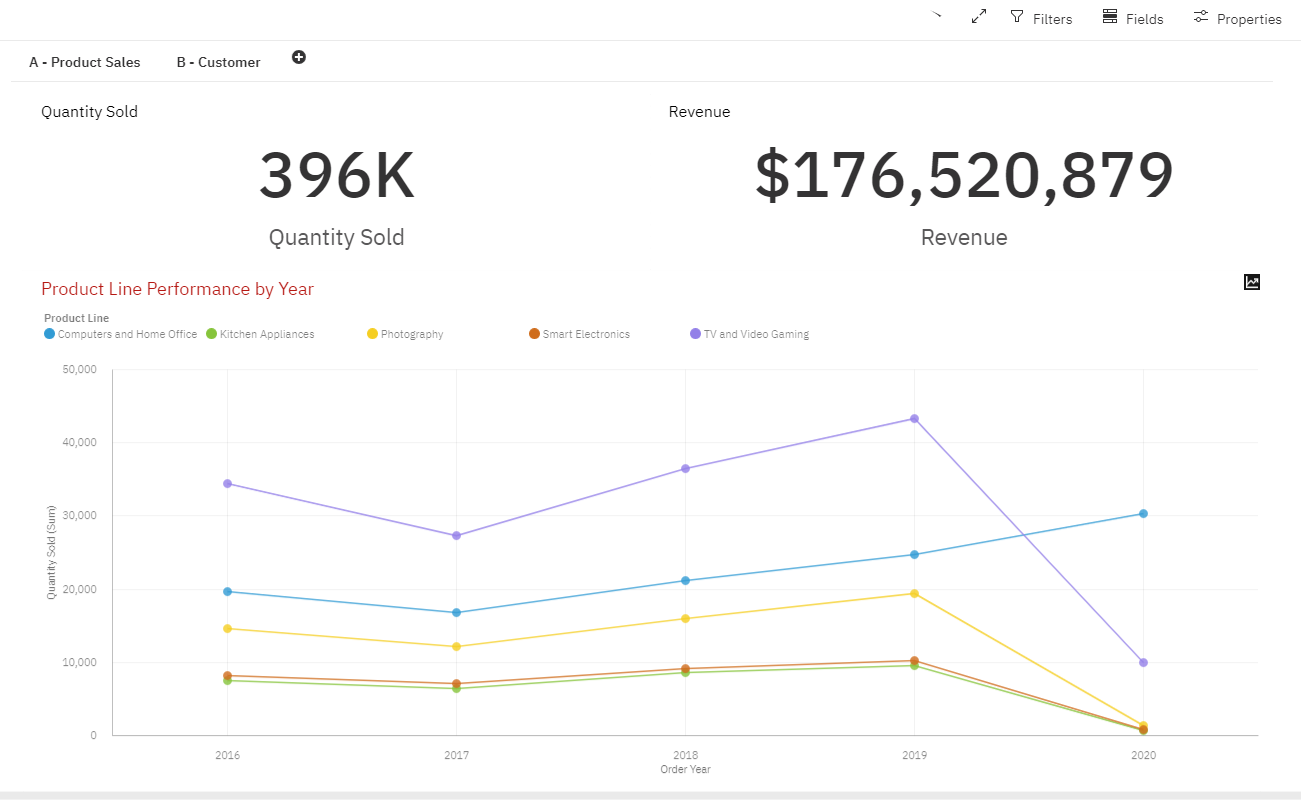 Filters Fields Properties
A - Product Sales B - Customer
Quantity Sold Revenue
396K $176,520,879
Quantity Sold Revenue
Product Line Performance by Year
Product Line
Computers and Home Office Kitchen Appliances Photography Smart Electronics TV and Video Gaming
50,000
40,000
30,000
20,000
10,000
0
Quantity Sold (Sum)
2016 2017 2018 2019 2020
Order Year